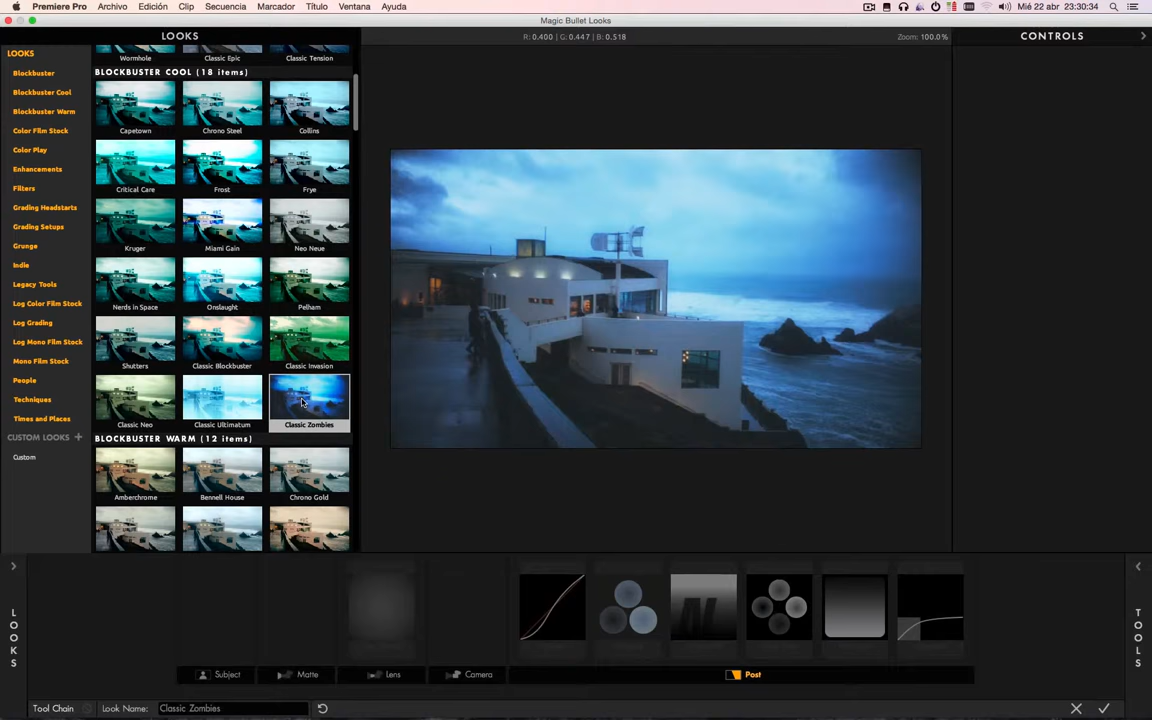 Premiere Pro Archivo Edición Clip Secuencia Marcador Título Ventana Ayuda Mié 22 abr 23:30:34
Magic Bullet Looks
LOOKS
R: 0.400 | G: 0.447 | B: 0.518
Zoom: 100.0%
CONTROLS
LOOKS
Blockbuster
Blockbuster Cool
Blockbuster Warm
Color Film Stock
Color Play
Enhancements
Filters
Grading Headstarts
Grading Setups
Grunge
Indie
Legacy Tools
Log Color Film Stock
Log Grading
Log Mono Film Stock
Mono Film Stock
People
Techniques
Times and Places
CUSTOM LOOKS +
Custom
Wormhole Classic Epic Classic Tension
BLOCKBUSTER COOL (18 items)
Capetown Chrono Steel Collins
Critical Care Frost Frye
Kruger Miami Gain Neo Neue
Nerds in Space Onslaught Pelham
Shutters Classic Blockbuster Classic Invasion
Classic Neo Classic Ultimatum Classic Zombies
BLOCKBUSTER WARM (12 items)
Amberchrome Bennell House Chrono Gold
LOOKS
TOOLS
Subject Matte Lens Camera Post
Tool Chain Look Name: Classic Zombies